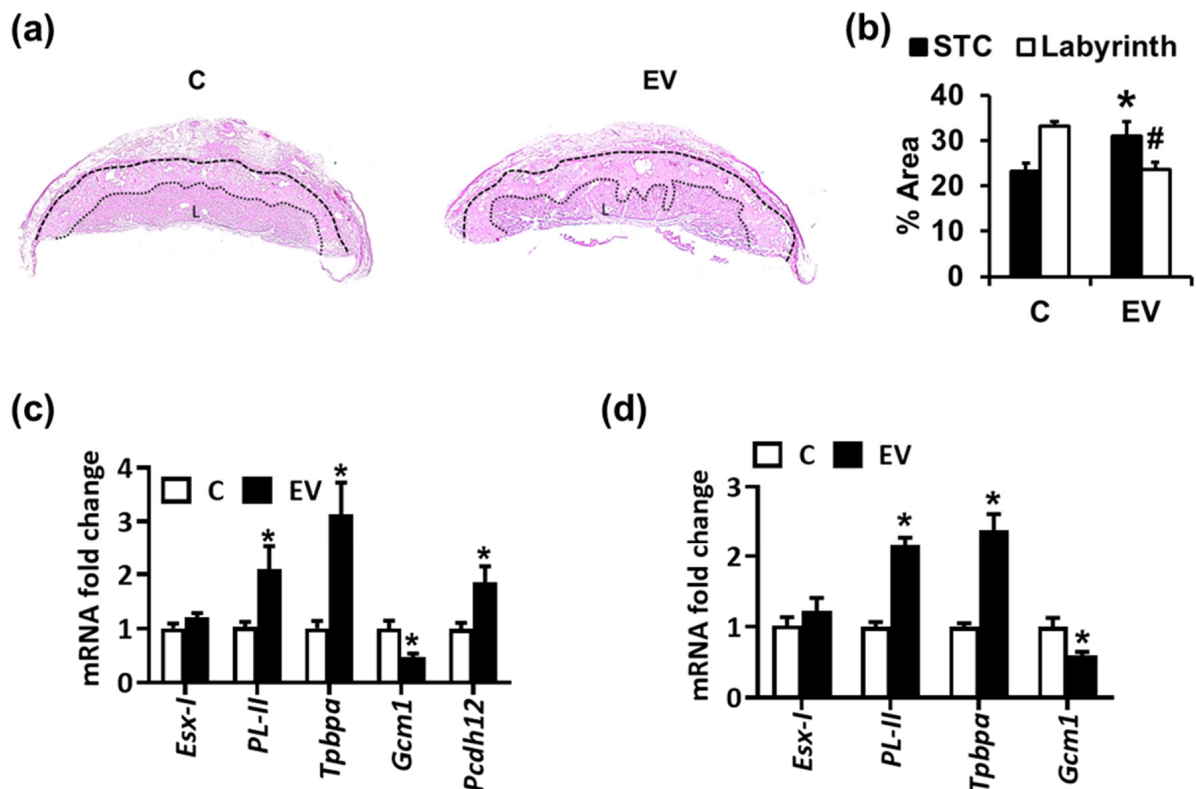 (a)
C
EV
L
L
(b)
STC Labyrinth
% Area
40
30
20
10
0
*
#
C
EV
(c)
mRNA fold change
4
3
2
1
0
C EV
*
*
*
*
Esx-I
PL-II
Tpbpa
Gcm1
Pcdh12
(d)
mRNA fold change
3
2
1
0
C EV
*
*
*
Esx-I
PL-II
Tpbpa
Gcm1